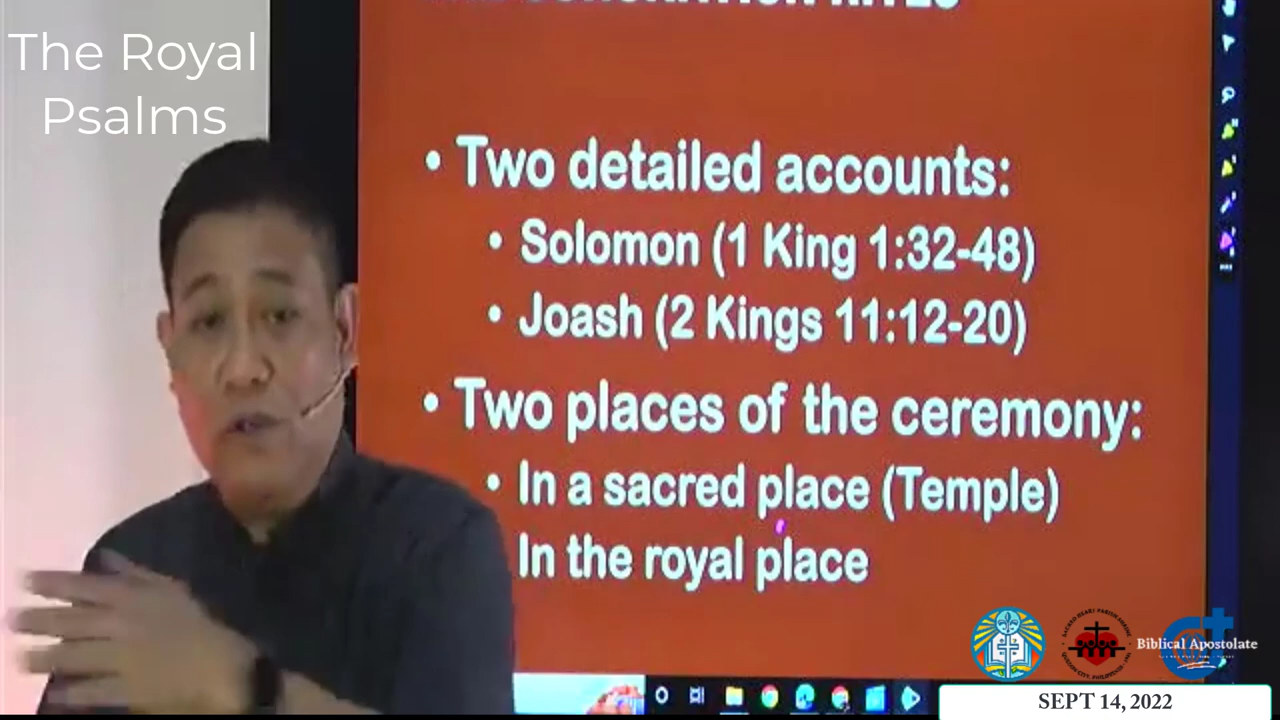 The Royal
Psalms
• Two detailed accounts:
• Solomon (1 King 1:32-48)
• Joash (2 Kings 11:12-20)
• Two places of the ceremony:
• In a sacred place (Temple)
In the royal place
Biblical Apostolate
SEPT 14, 2022